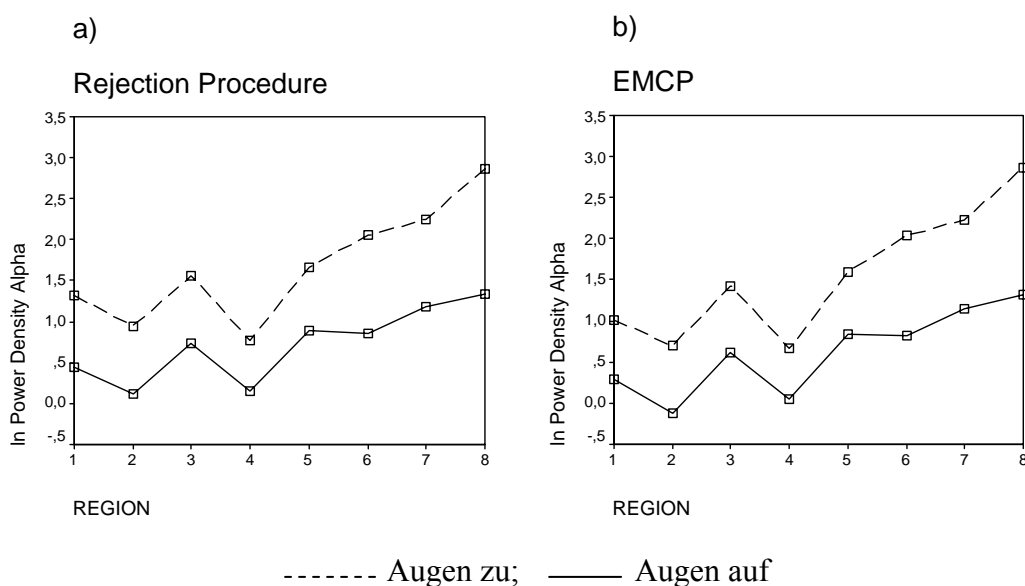 a)
Rejection Procedure
ln Power Density Alpha
3,5
3,0
2,5
2,0
1,5
1,0
,5
0,0
-,5
1 2 3 4 5 6 7 8
REGION
b)
EMCP
ln Power Density Alpha
3,5
3,0
2,5
2,0
1,5
1,0
,5
0,0
-,5
1 2 3 4 5 6 7 8
REGION
Augen zu; Augen auf